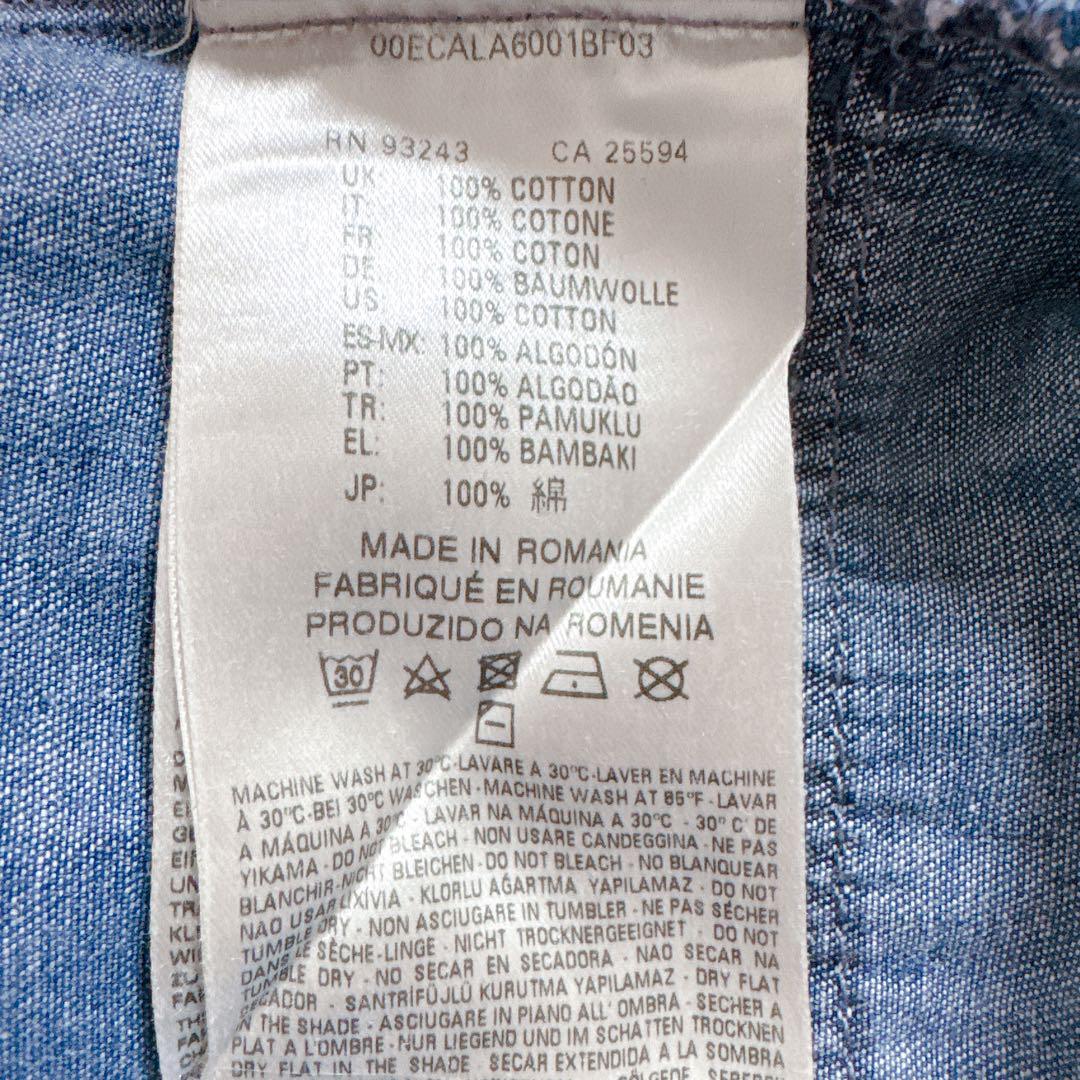 00ECALA6001BF03
RN 93243 CA 25594
UK: 100% COTTON
IT: 100% COTONE
FR: 100% COTON
DE: 100% BAUMWOLLE
US: 100% COTTON
ES-MX: 100% ALGODÓN
PT: 100% ALGODÃO
TR: 100% PAMUKLU
EL: 100% BAMBAKI
JP: 100% 綿
MADE IN ROMANIA
FABRIQUÉ EN ROUMANIE
PRODUZIDO NA ROMENIA
30
MACHINE WASH AT 30°C-LAVARE A 30°C-LAVER EN MACHINE
À 30°C-BEI 30°C WASCHEN - MACHINE WASH AT 86°F - LAVAR
A MÁQUINA A 30°C LAVAR NA MÁQUINA A 30°C - 30° C' DE
YIKAMA - DO NOT BLEACH - NON USARE CANDEGGINA - NE PAS
BLANCHIR-NICHT BLEICHEN - DO NOT BLEACH - NO BLANQUEAR
NAO USAR LIXÍVIA - KLORLU AĞARTMA YAPILAMAZ - DO NOT
TUMBLE DRY - NON ASCIUGARE IN TUMBLER - NE PAS SÉCHER
DANS LE SÈCHE-LINGE - NICHT TROCKNERGEEIGNET - DO NOT
TUMBLE DRY - NO SECAR EN SECADORA - NAO SECAR NA
SECADOR - SANTRİFÜJLÜ KURUTMA YAPILAMAZ - DRY FLAT
IN THE SHADE - ASCIUGARE IN PIANO ALL' OMBRA - SECHER A
PLAT A L'OMBRE - NUR LIEGEND UND IM SCHATTEN TROCKNEN
DRY FLAT IN THE SHADE SECAR EXTENDIDA A LA SOMBRA